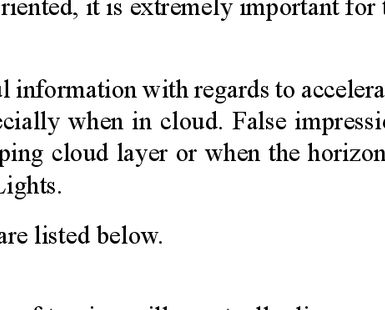 riented, it is extremely important for t
al information with regards to accelera
ecially when in cloud. False impressi
ping cloud layer or when the horizon
Lights.
are listed below.